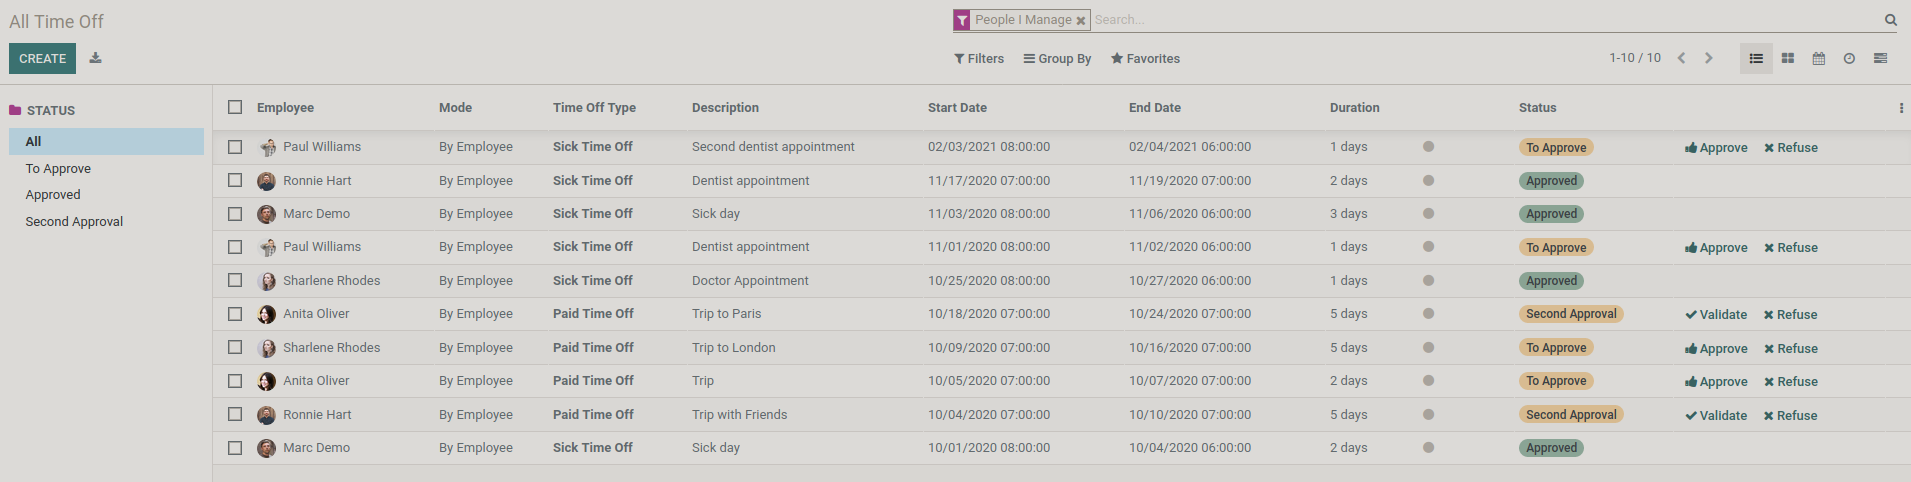 All Time Off
People I Manage Search...
CREATE
Filters Group By Favorites
1-10 / 10
STATUS
All
To Approve
Approved
Second Approval
Employee Mode Time Off Type Description Start Date End Date Duration Status
Paul Williams By Employee Sick Time Off Second dentist appointment 02/03/2021 08:00:00 02/04/2021 06:00:00 1 days To Approve Approve Refuse
Ronnie Hart By Employee Sick Time Off Dentist appointment 11/17/2020 07:00:00 11/19/2020 07:00:00 2 days Approved
Marc Demo By Employee Sick Time Off Sick day 11/03/2020 08:00:00 11/06/2020 06:00:00 3 days Approved
Paul Williams By Employee Sick Time Off Dentist appointment 11/01/2020 08:00:00 11/02/2020 06:00:00 1 days To Approve Approve Refuse
Sharlene Rhodes By Employee Sick Time Off Doctor Appointment 10/25/2020 08:00:00 10/27/2020 06:00:00 1 days Approved
Anita Oliver By Employee Paid Time Off Trip to Paris 10/18/2020 07:00:00 10/24/2020 07:00:00 5 days Second Approval Validate Refuse
Sharlene Rhodes By Employee Paid Time Off Trip to London 10/09/2020 07:00:00 10/16/2020 07:00:00 5 days To Approve Approve Refuse
Anita Oliver By Employee Paid Time Off Trip 10/05/2020 07:00:00 10/07/2020 07:00:00 2 days To Approve Approve Refuse
Ronnie Hart By Employee Paid Time Off Trip with Friends 10/04/2020 07:00:00 10/10/2020 07:00:00 5 days Second Approval Validate Refuse
Marc Demo By Employee Sick Time Off Sick day 10/01/2020 08:00:00 10/04/2020 06:00:00 2 days Approved